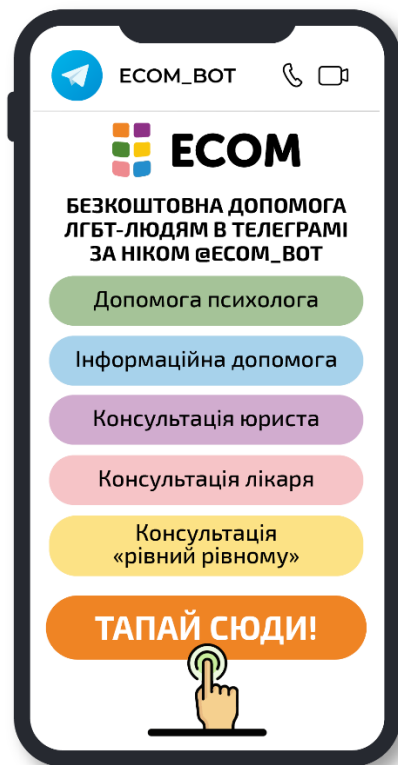 ECOM_BOT
ECOM
БЕЗКОШТОВНА ДОПОМОГА
ЛГБТ-ЛЮДЯМ В ТЕЛЕГРАМІ
ЗА НІКОМ @ECOM_BOT
Допомога психолога
Інформаційна допомога
Консультація юриста
Консультація лікаря
Консультація
«рівний рівному»
ТАПАЙ СЮДИ!